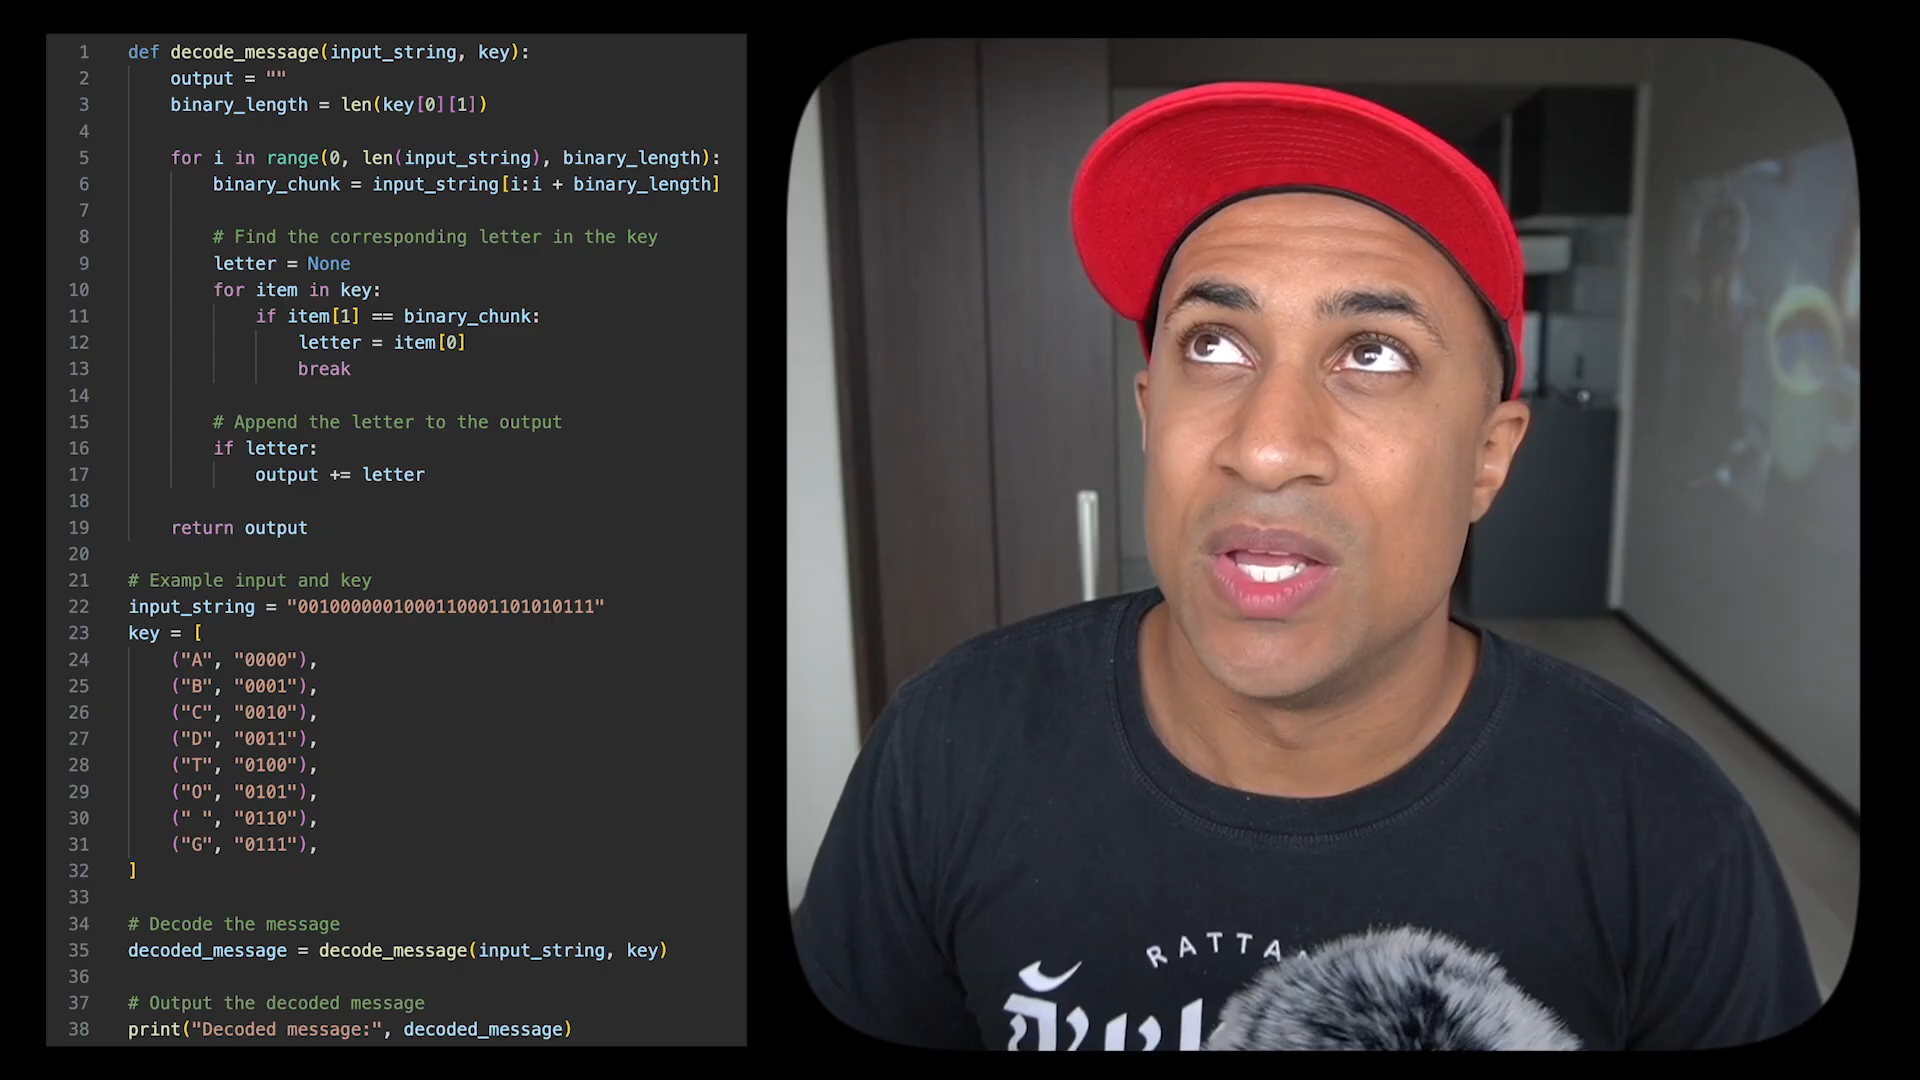 1 def decode_message(input_string, key):
2 output = ""
3 binary_length = len(key[0][1])
4
5 for i in range(0, len(input_string), binary_length):
6 binary_chunk = input_string[i:i + binary_length]
7
8 # Find the corresponding letter in the key
9 letter = None
10 for item in key:
11 if item[1] == binary_chunk:
12 letter = item[0]
13 break
14
15 # Append the letter to the output
16 if letter:
17 output += letter
18
19 return output
20
21 # Example input and key
22 input_string = "0010000001000110001101010111"
23 key = [
24 ("A", "0000"),
25 ("B", "0001"),
26 ("C", "0010"),
27 ("D", "0011"),
28 ("T", "0100"),
29 ("O", "0101"),
30 (" ", "0110"),
31 ("G", "0111"),
32 ]
33
34 # Decode the message
35 decoded_message = decode_message(input_string, key)
36
37 # Output the decoded message
38 print("Decoded message:", decoded_message)
RATTA